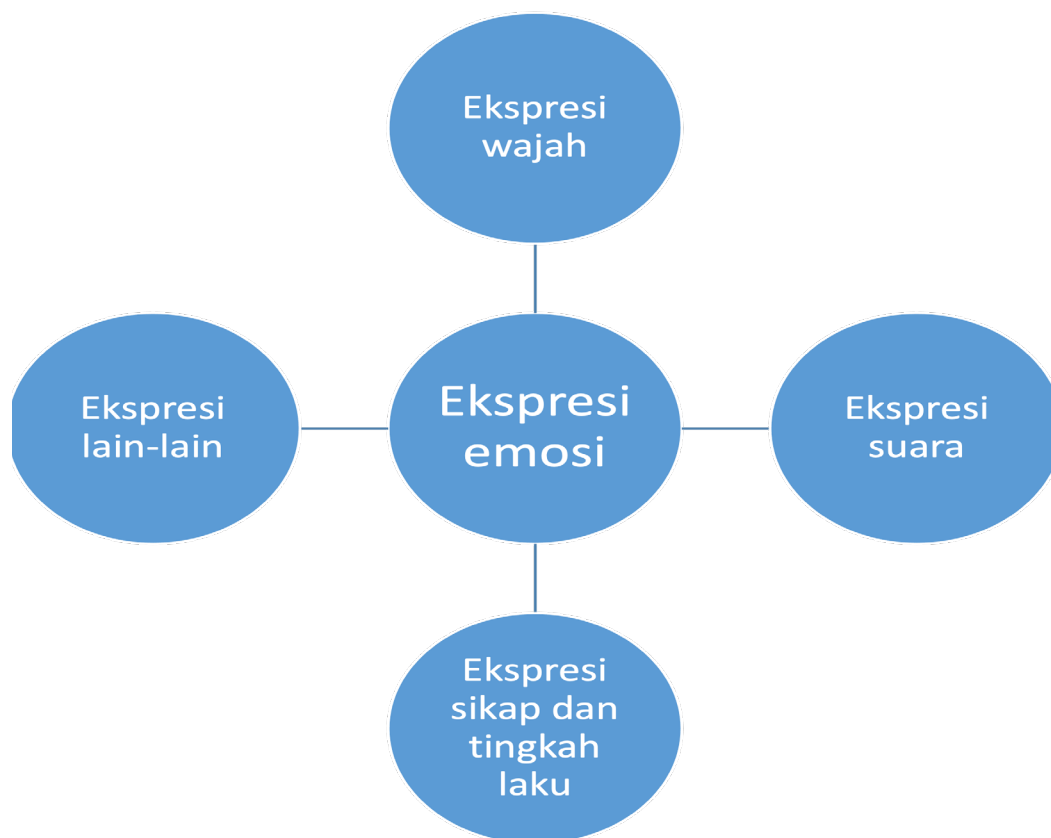 Ekspresi
wajah
Ekspresi
lain-lain
Ekspresi
emosi
Ekspresi
suara
Ekspresi
sikap dan
tingkah
laku